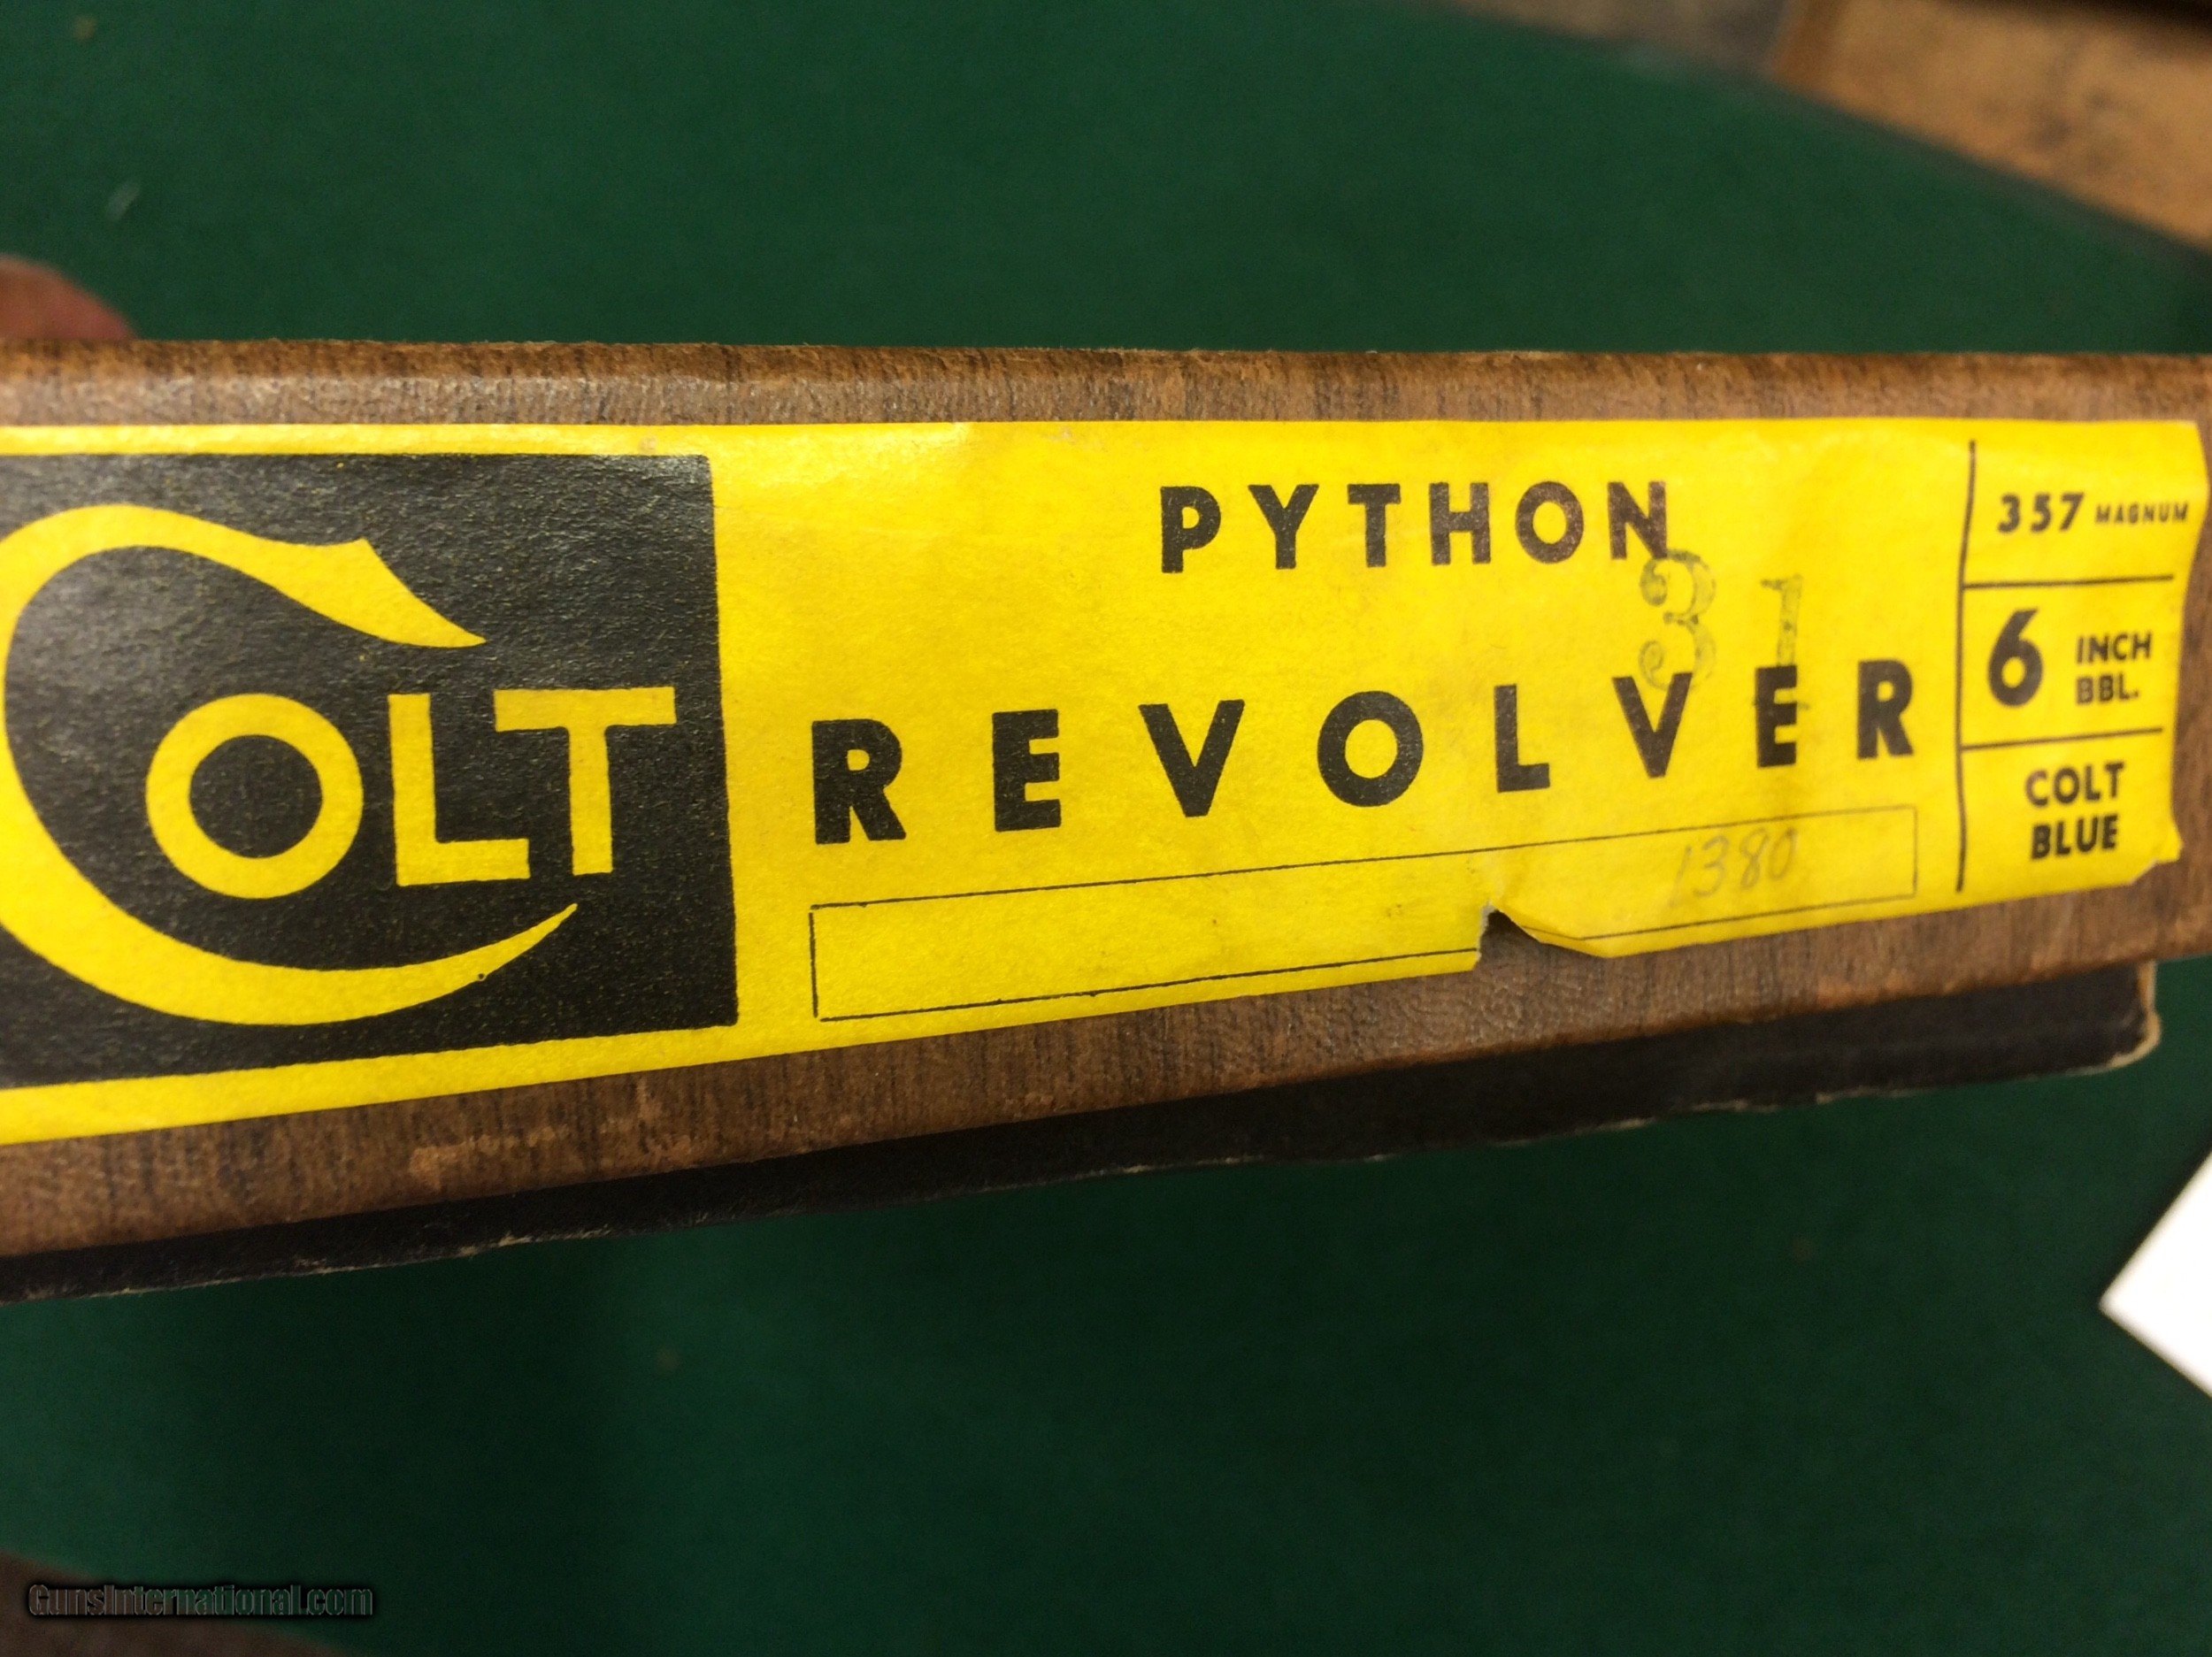 COLT
PYTHON
31
REVOLVER
1380
357 MAGNUM
6 INCH
BBL.
COLT
BLUE
GunsInternational.com